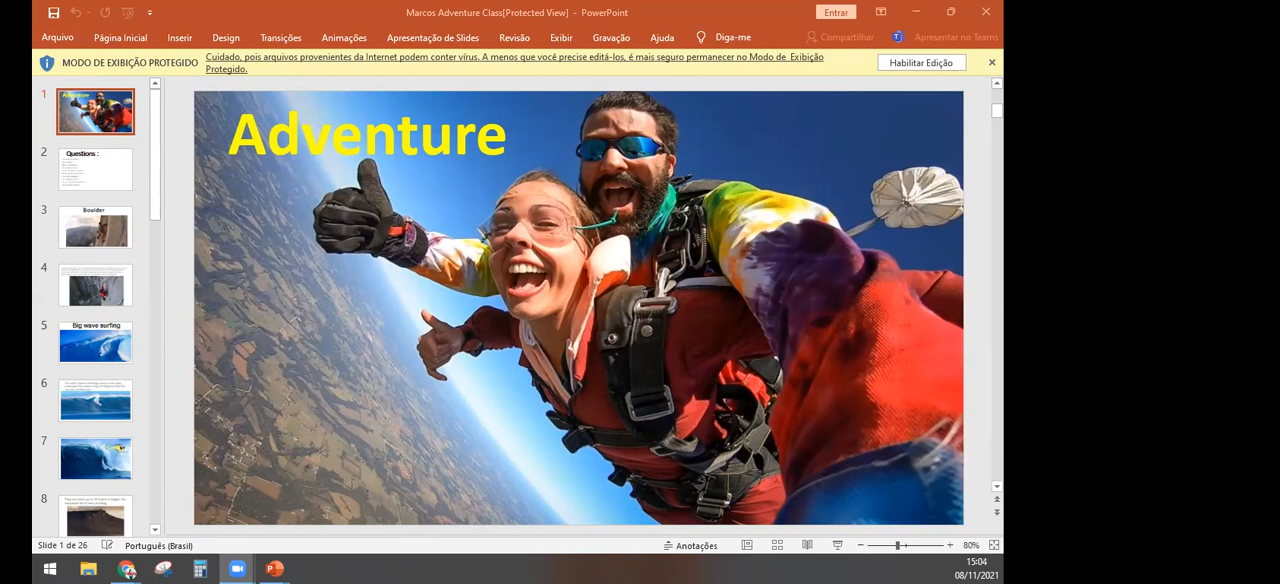 Marcos Adventure Class[Protected View] - PowerPoint
Entrar
Arquivo Página Inicial Inserir Design Transições Animações Apresentação de Slides Revisão Exibir Gravação Ajuda Diga-me Compartilhar Apresentar no Teams
MODO DE EXIBIÇÃO PROTEGIDO
Cuidado, pois arquivos provenientes da Internet podem conter vírus. A menos que você precise editá-los, é mais seguro permanecer no Modo de Exibição
Protegido.
Habilitar Edição
1
Adventure
2
Questions :
3
Boulder
4
5
Big wave surfing
6
7
8
Adventure
Slide 1 de 26
Português (Brasil)
Anotações
80%
15:04
08/11/2021